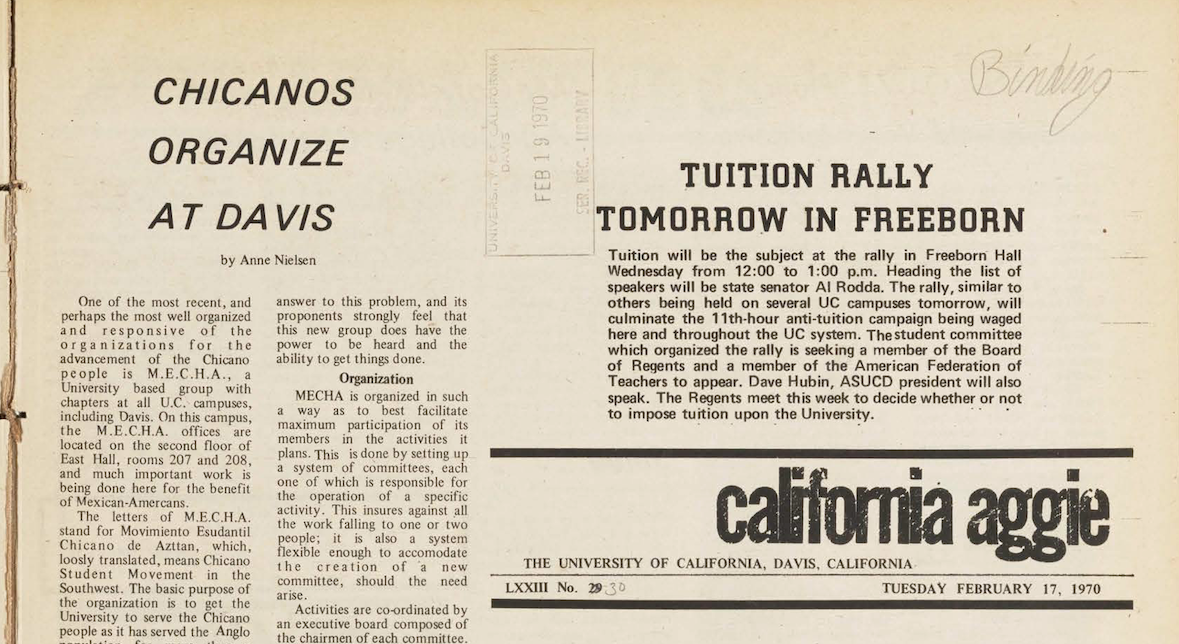 CHICANOS
ORGANIZE
AT DAVIS
by Anne Nielsen
One of the most recent, and
perhaps the most well organized
and responsive of the
organizations for the
advancement of the Chicano
people is M.E.C.H.A., a
University based group with
chapters at all U.C. campuses,
including Davis. On this campus,
the M.E.C.H.A. offices are
located on the second floor of
East Hall, rooms 207 and 208,
and much important work is
being done here for the benefit
of Mexican-Amercans.
The letters of M.E.C.H.A.
stand for Movimiento Esudantil
Chicano de Azttan, which,
loosly translated, means Chicano
Student Movement in the
Southwest. The basic purpose of
the organization is to get the
University to serve the Chicano
people as it has served the Anglo
answer to this problem, and its
proponents strongly feel that
this new group does have the
power to be heard and the
ability to get things done.
Organization
MECHA is organized in such
a way as to best facilitate
maximum participation of its
members in the activities it
plans. This is done by setting up
a system of committees, each
one of which is responsible for
the operation of a specific
activity. This insures against all
the work falling to one or two
people; it is also a system
flexible enough to accomodate
the creation of a new
committee, should the need
arise.
Activities are co-ordinated by
an executive board composed of
the chairmen of each committee.
UNIVERSITY OF CALIFORNIA
DAVIS
FEB 19 1970
SER. REC. - LIBRARY
Binding
TUITION RALLY
TOMORROW IN FREEBORN
Tuition will be the subject at the rally in Freeborn Hall
Wednesday from 12:00 to 1:00 p.m. Heading the list of
speakers will be state senator Al Rodda. The rally, similar to
others being held on several UC campuses tomorrow, will
culminate the 11th-hour anti-tuition campaign being waged
here and throughout the UC system. The student committee
which organized the rally is seeking a member of the Board
of Regents and a member of the American Federation of
Teachers to appear. Dave Hubin, ASUCD president will also
speak. The Regents meet this week to decide whether or not
to impose tuition upon the University.
california aggie
THE UNIVERSITY OF CALIFORNIA, DAVIS, CALIFORNIA
LXXIII No. 29 30
TUESDAY FEBRUARY 17, 1970